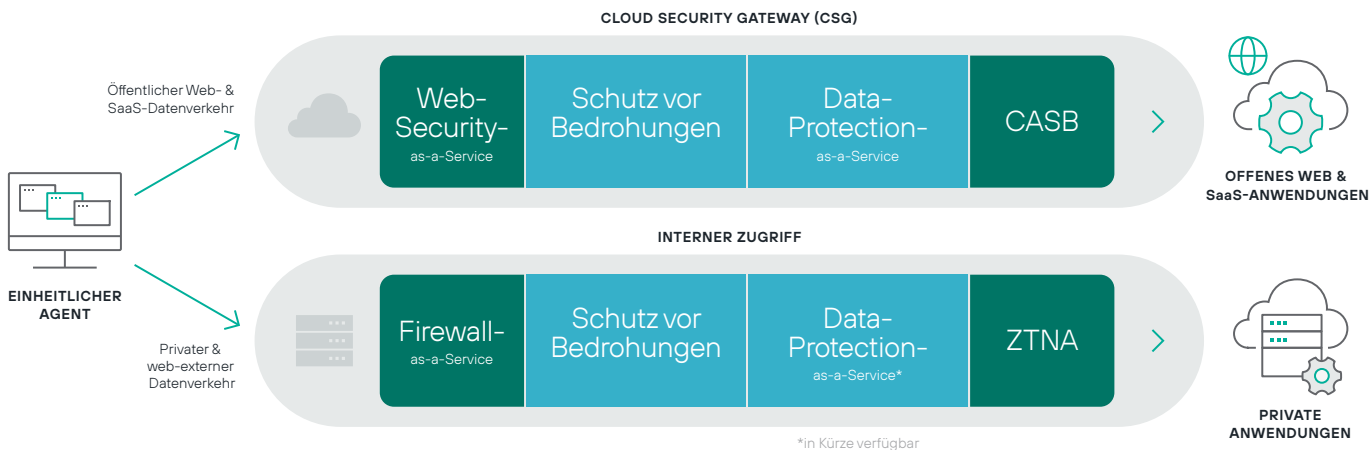 CLOUD SECURITY GATEWAY (CSG)
Öffentlicher Web- &
SaaS-Datenverkehr
Web-
Security-
as-a-Service
Schutz vor
Bedrohungen
Data-
Protection-
as-a-Service
CASB
OFFENES WEB &
SaaS-ANWENDUNGEN
EINHEITLICHER
AGENT
INTERNER ZUGRIFF
Privater &
web-externer
Datenverkehr
Firewall-
as-a-Service
Schutz vor
Bedrohungen
Data-
Protection-
as-a-Service*
ZTNA
PRIVATE
ANWENDUNGEN
*in Kürze verfügbar